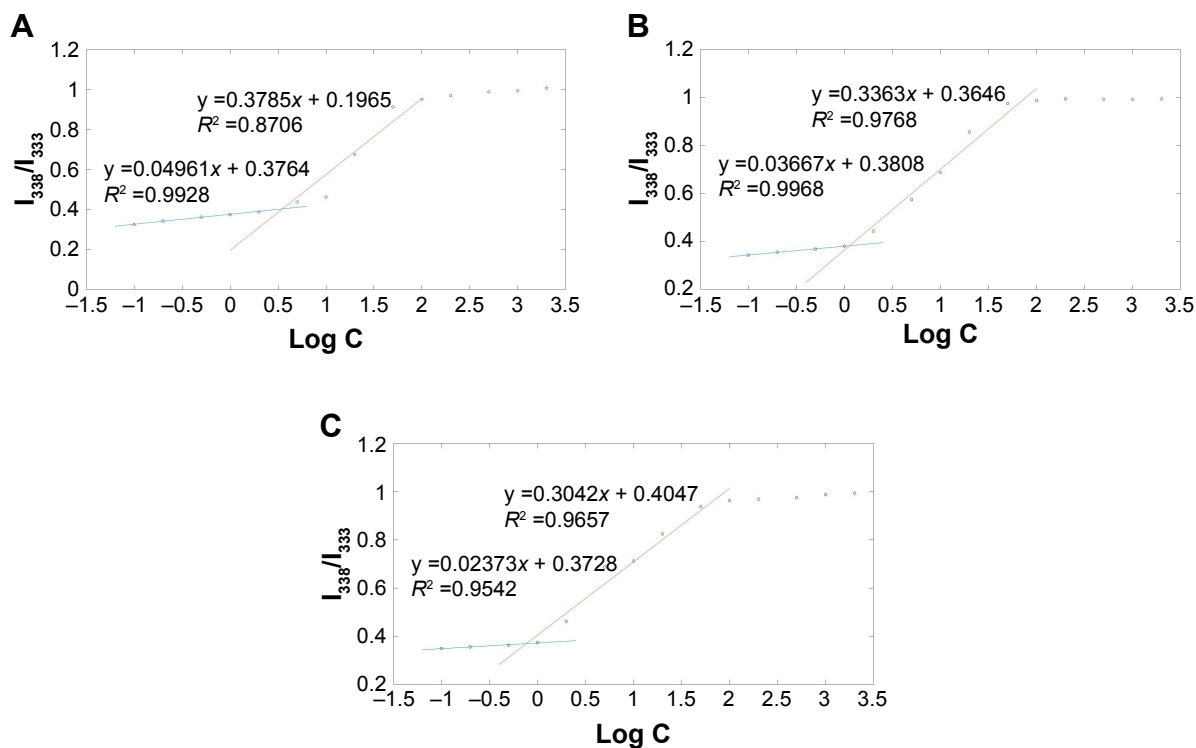 A
I338/I333
1.2
1
0.8
0.6
0.4
0.2
0
y =0.3785x + 0.1965
R² =0.8706
y =0.04961x + 0.3764
R² =0.9928
–1.5 –1 –0.5 0 0.5 1 1.5 2 2.5 3 3.5
Log C
B
I338/I333
1.2
1
0.8
0.6
0.4
0.2
y =0.3363x + 0.3646
R² =0.9768
y =0.03667x + 0.3808
R² =0.9968
–1.5 –1 –0.5 0 0.5 1 1.5 2 2.5 3 3.5
Log C
C
I338/I333
1.2
1
0.8
0.6
0.4
0.2
y =0.3042x + 0.4047
R² =0.9657
y =0.02373x + 0.3728
R² =0.9542
–1.5 –1 –0.5 0 0.5 1 1.5 2 2.5 3 3.5
Log C